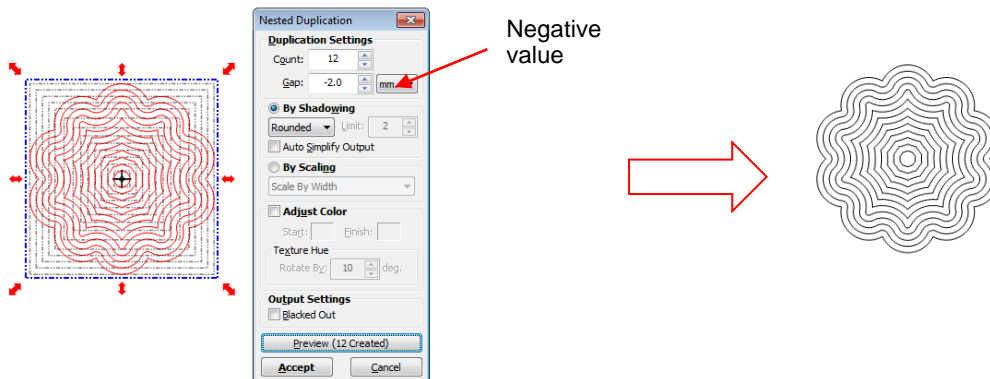 Nested Duplication
Duplication Settings
Count: 12
Gap: -2.0 mm
By Shadowing
Rounded Limit: 2
Auto Simplify Output
By Scaling
Scale By Width
Adjust Color
Start: Finish:
Texture Hue
Rotate By: 10 deg.
Output Settings
Blacked Out
Preview (12 Created)
Accept Cancel
Negative
value